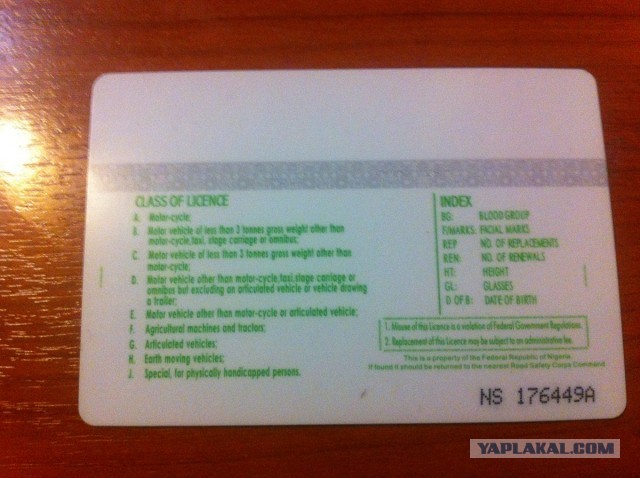 CLASS OF LICENCE
A. Motor-cycle;
B. Motor vehicle of less than 3 tonnes gross weight other than
motor-cycle,taxi, stage carriage or omnibus;
C. Motor vehicle of less than 3 tonnes gross weight other than
motor-cycle;
D. Motor vehicle other than motor-cycle,taxi,stage carriage or
omnibus but excluding an articulated vehicle or vehicle drawing
a trailer;
E. Motor vehicle other than motor-cycle or articulated vehicle;
F. Agricultural machines and tractors;
G. Articulated vehicles;
H. Earth moving vehicles;
J. Special, for physically handicapped persons.
INDEX
BG: BLOOD GROUP
F/MARKS: FACIAL MARKS
REP NO. OF REPLACEMENTS
REN: NO. OF RENEWALS
HT: HEIGHT
GL: GLASSES
D OF B: DATE OF BIRTH
1. Misuse of this Licence is a violation of Federal Government Regulations.
2. Replacement of this Licence may be subject to an administrative fee.
This is a property of the Federal Republic of Nigeria
If found it should be returned to the nearest Road Safety Corps Command
NS 176449A
YAPLAKAL.COM